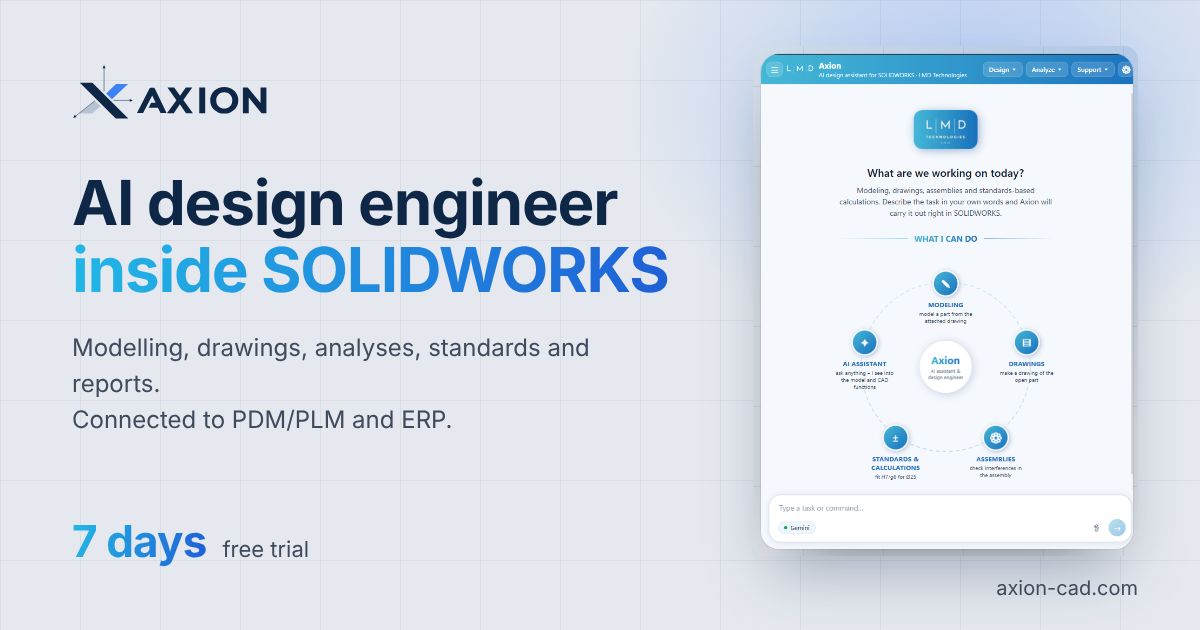 AXION
AI design engineer
inside SOLIDWORKS
Modelling, drawings, analyses, standards and
reports.
Connected to PDM/PLM and ERP.
7 days free trial
L M D
Axion
AI design assistant for SOLIDWORKS · LMD Technologies
Design
Analyze
Support
L|M|D
TECHNOLOGIES
What are we working on today?
Modeling, drawings, assemblies and standards-based
calculations. Describe the task in your own words and Axion will
carry it out right in SOLIDWORKS.
WHAT I CAN DO
MODELING
model a part from the
attached drawing
AI ASSISTANT
ask anything – I see into
the model and CAD
functions
Axion
AI assistant &
design engineer
DRAWINGS
make a drawing of the
open part
STANDARDS &
CALCULATIONS
fit H7/g6 for Ø25
ASSEMBLIES
check interferences in
the assembly
Type a task or command...
Gemini
axion-cad.com